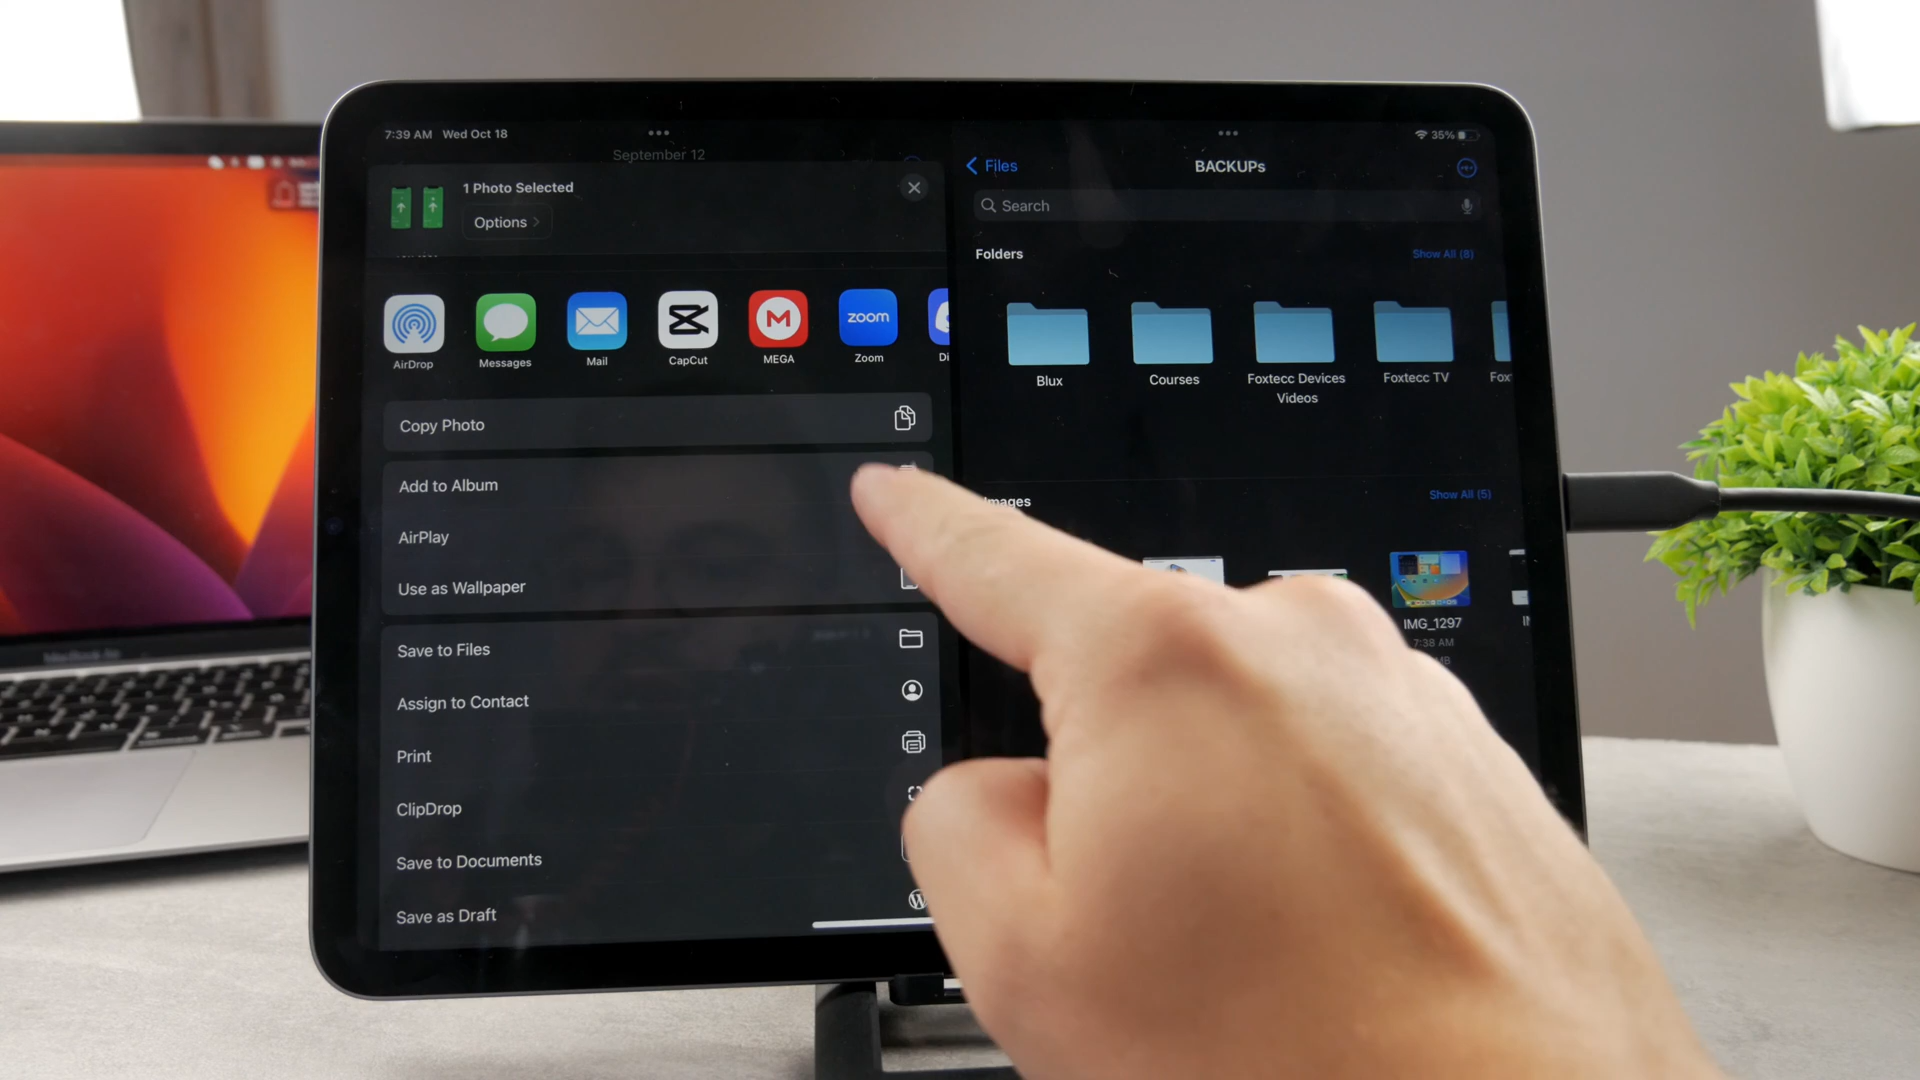 7:39 AM Wed Oct 18
35%
September 12
1 Photo Selected
Options
AirDrop
Messages
Mail
CapCut
MEGA
zoom
Zoom
Copy Photo
Add to Album
AirPlay
Use as Wallpaper
Save to Files
Assign to Contact
Print
ClipDrop
Save to Documents
Save as Draft
Files
BACKUPs
Search
Folders
Show All (8)
Blux
Courses
Foxtecc Devices
Videos
Foxtecc TV
Fox
Images
Show All (5)
IMG_1297
7:38 AM
MB